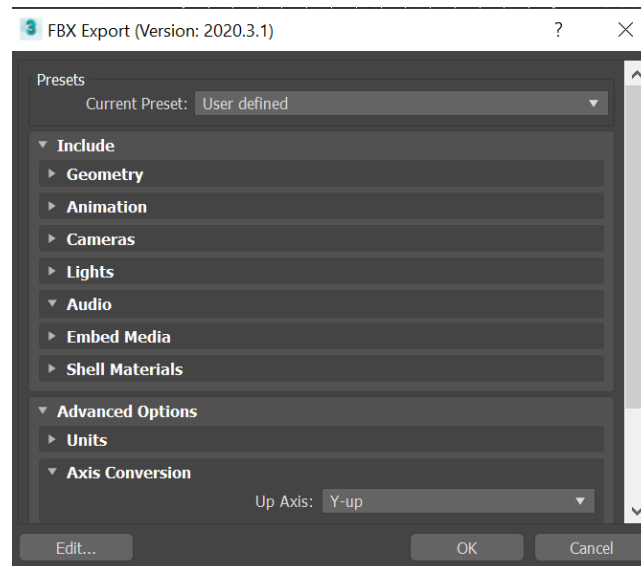 3 FBX Export (Version: 2020.3.1) ?
Presets
Current Preset: User defined
Include
Geometry
Animation
Cameras
Lights
Audio
Embed Media
Shell Materials
Advanced Options
Units
Axis Conversion
Up Axis: Y-up
Edit... OK Cancel